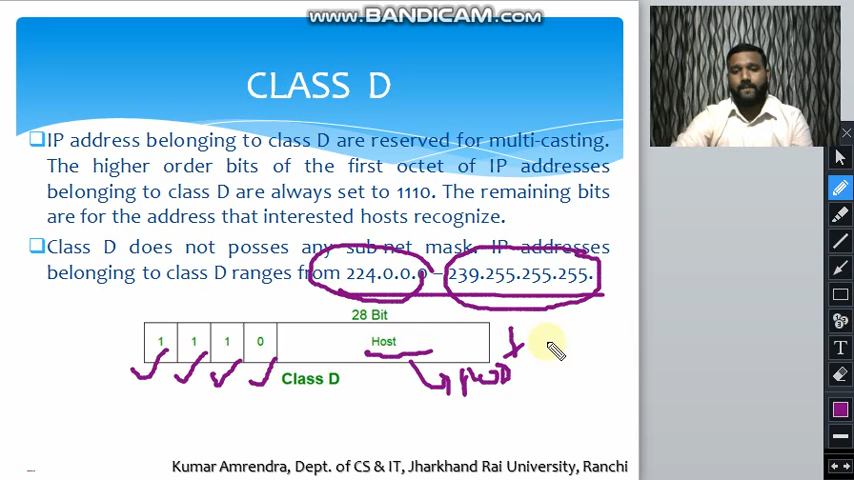 WWW.BANDICAM.COM
CLASS D
IP address belonging to class D are reserved for multi-casting.
The higher order bits of the first octet of IP addresses
belonging to class D are always set to 1110. The remaining bits
are for the address that interested hosts recognize.
Class D does not posses any sub-net mask. IP addresses
belonging to class D ranges from 224.0.0.0 – 239.255.255.255.
28 Bit
1 1 1 0 Host
Class D
Kumar Amrendra, Dept. of CS & IT, Jharkhand Rai University, Ranchi